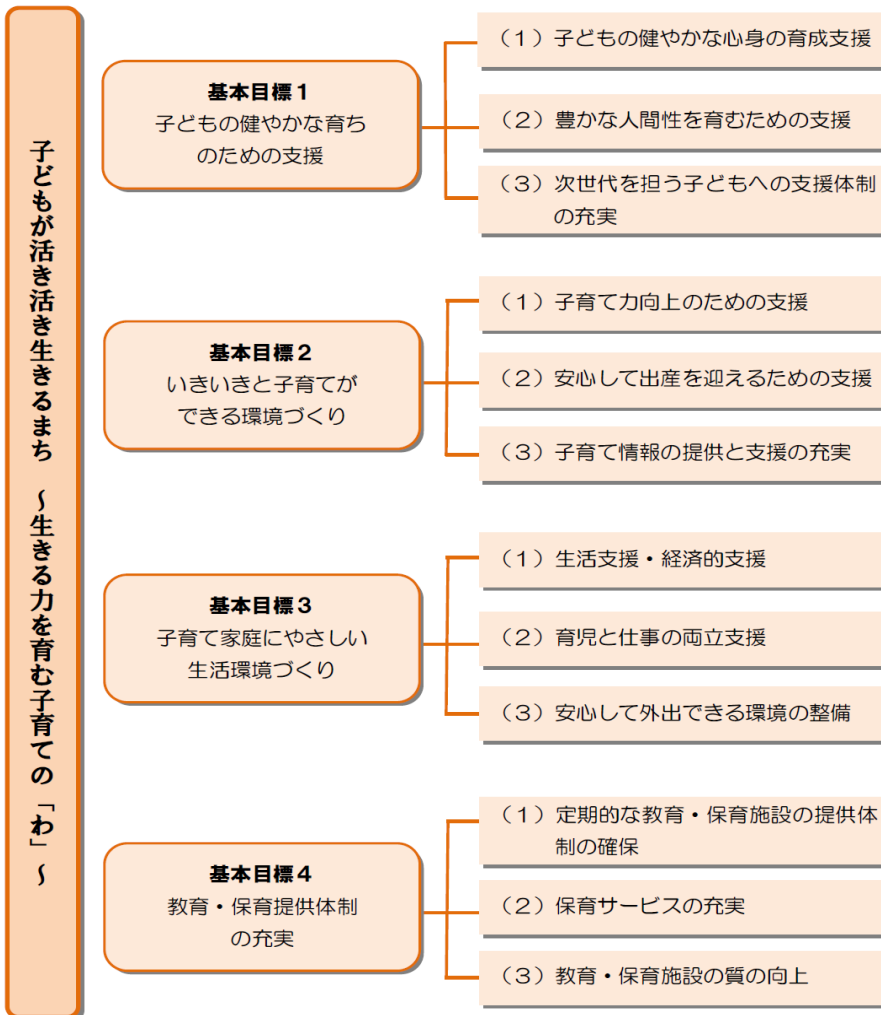 子どもが活き活き生きるまち　～生きる力を育む子育ての「わ」～
基本目標１
子どもの健やかな育ち
のための支援
（１）子どもの健やかな心身の育成支援
（２）豊かな人間性を育むための支援
（３）次世代を担う子どもへの支援体制
の充実
基本目標２
いきいきと子育てが
できる環境づくり
（１）子育て力向上のための支援
（２）安心して出産を迎えるための支援
（３）子育て情報の提供と支援の充実
基本目標３
子育て家庭にやさしい
生活環境づくり
（１）生活支援・経済的支援
（２）育児と仕事の両立支援
（３）安心して外出できる環境の整備
基本目標４
教育・保育提供体制
の充実
（１）定期的な教育・保育施設の提供体
制の確保
（２）保育サービスの充実
（３）教育・保育施設の質の向上